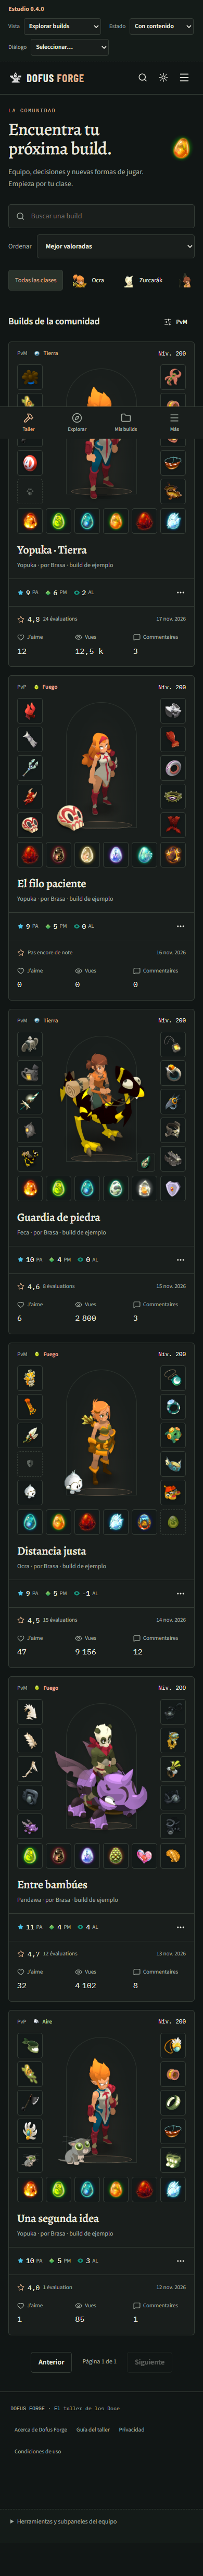 Estudio 0.4.0
Vista Explorar builds Estado Con contenido
Diálogo Seleccionar...
DOFUS FORGE
LA COMUNIDAD
Encuentra tu
próxima build.
Equipo, decisiones y nuevas formas de jugar.
Empieza por tu clase.
Buscar una build
Ordenar Mejor valoradas
Todas las clases Ocra Zurcarák
Builds de la comunidad PvM
PvM Tierra Niv. 200
Taller Explorar Mis builds Más
Yopuka · Tierra
Yopuka · por Brasa · build de ejemplo
9 PA 6 PM 2 AL
4,8 24 évaluations 17 nov. 2026
J'aime Vues Commentaires
12 12,5 k 3
PvP Fuego Niv. 200
El filo paciente
Yopuka · por Brasa · build de ejemplo
9 PA 5 PM 0 AL
Pas encore de note 16 nov. 2026
J'aime Vues Commentaires
0 0 0
PvM Tierra Niv. 200
Guardia de piedra
Feca · por Brasa · build de ejemplo
10 PA 4 PM 0 AL
4,6 8 évaluations 15 nov. 2026
J'aime Vues Commentaires
6 2 800 3
PvM Fuego Niv. 200
Distancia justa
Ocra · por Brasa · build de ejemplo
9 PA 5 PM -1 AL
4,5 15 évaluations 14 nov. 2026
J'aime Vues Commentaires
47 9 156 12
PvM Fuego Niv. 200
Entre bambúes
Pandawa · por Brasa · build de ejemplo
11 PA 4 PM 4 AL
4,7 12 évaluations 13 nov. 2026
J'aime Vues Commentaires
32 4 102 8
PvP Aire Niv. 200
Una segunda idea
Yopuka · por Brasa · build de ejemplo
10 PA 5 PM 3 AL
4,0 1 évaluation 12 nov. 2026
J'aime Vues Commentaires
1 85 1
Anterior Página 1 de 1 Siguiente
DOFUS FORGE · El taller de los Doce
Acerca de Dofus Forge Guía del taller Privacidad
Condiciones de uso
Herramientas y subpaneles del equipo